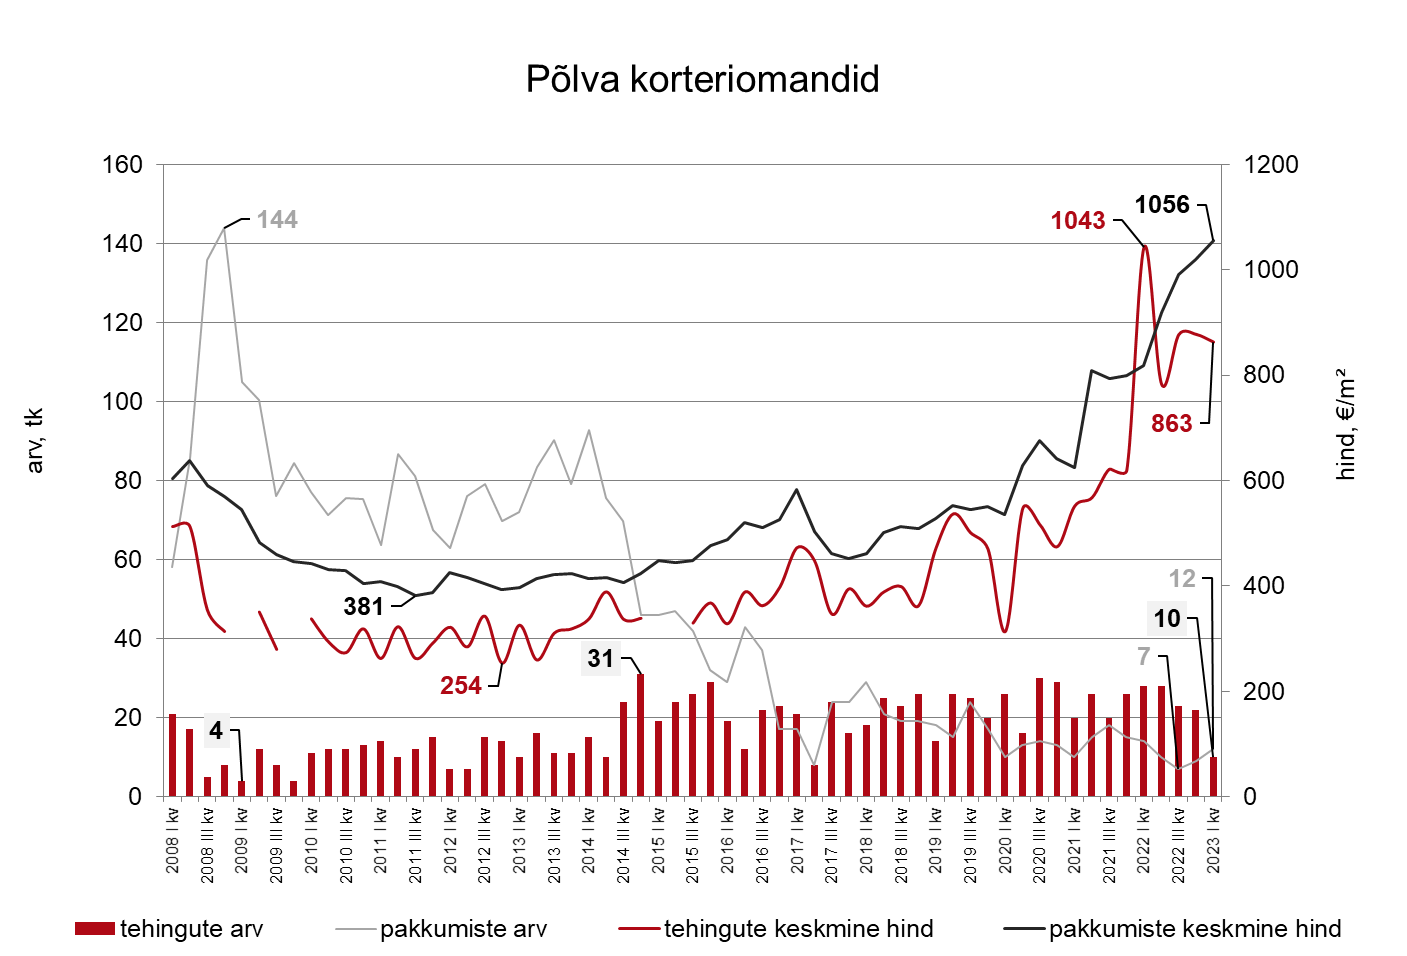 Põlva korteriomandid
160
140
120
100
80
60
40
20
0
arv, tk
1200
1000
800
600
400
200
0
hind, €/m²
144
1043
1056
863
381
254
31
4
12
10
7
2008 I kv
2008 III kv
2009 I kv
2009 III kv
2010 I kv
2010 III kv
2011 I kv
2011 III kv
2012 I kv
2012 III kv
2013 I kv
2013 III kv
2014 I kv
2014 III kv
2015 I kv
2015 III kv
2016 I kv
2016 III kv
2017 I kv
2017 III kv
2018 I kv
2018 III kv
2019 I kv
2019 III kv
2020 I kv
2020 III kv
2021 I kv
2021 III kv
2022 I kv
2022 III kv
2023 I kv
tehingute arv
pakkumiste arv
tehingute keskmine hind
pakkumiste keskmine hind